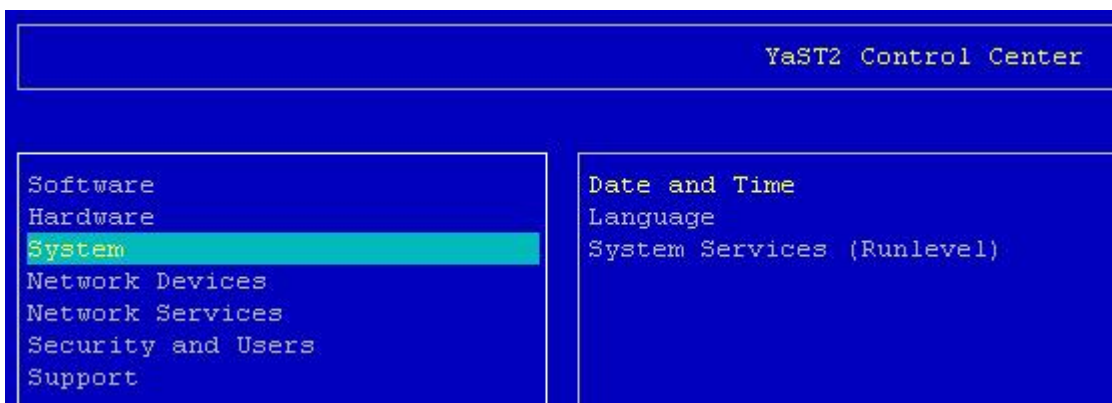 YaST2 Control Center
Software
Hardware
System
Network Devices
Network Services
Security and Users
Support
Date and Time
Language
System Services (Runlevel)